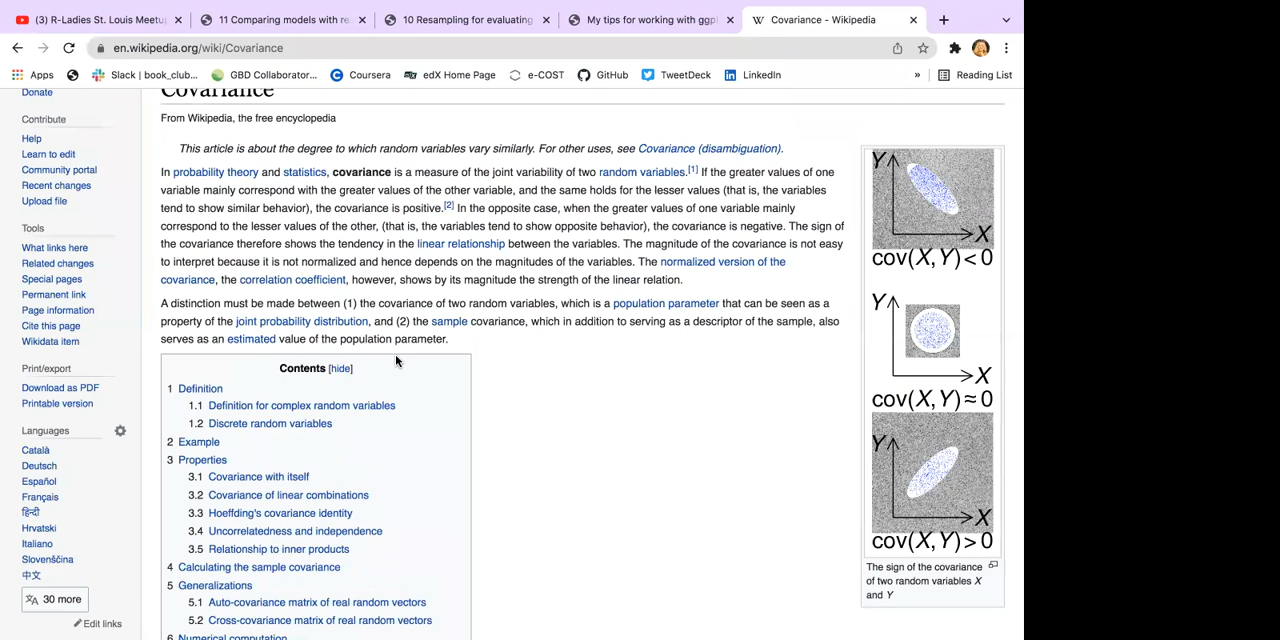 (3) R-Ladies St. Louis Meetu
11 Comparing models with re
10 Resampling for evaluating
My tips for working with ggpl
Covariance - Wikipedia
en.wikipedia.org/wiki/Covariance
Apps
Slack | book_club...
GBD Collaborator...
Coursera
edX Home Page
e-COST
GitHub
TweetDeck
LinkedIn
»
Reading List
Donate
Contribute
Help
Learn to edit
Community portal
Recent changes
Upload file
Tools
What links here
Related changes
Special pages
Permanent link
Page information
Cite this page
Wikidata item
Print/export
Download as PDF
Printable version
Languages
Català
Deutsch
Español
Français
हिन्दी
Hrvatski
Italiano
Slovenščina
中文
30 more
Edit links
Covariance
From Wikipedia, the free encyclopedia
This article is about the degree to which random variables vary similarly. For other uses, see Covariance (disambiguation).
In probability theory and statistics, covariance is a measure of the joint variability of two random variables.[1] If the greater values of one
variable mainly correspond with the greater values of the other variable, and the same holds for the lesser values (that is, the variables
tend to show similar behavior), the covariance is positive.[2] In the opposite case, when the greater values of one variable mainly
correspond to the lesser values of the other, (that is, the variables tend to show opposite behavior), the covariance is negative. The sign of
the covariance therefore shows the tendency in the linear relationship between the variables. The magnitude of the covariance is not easy
to interpret because it is not normalized and hence depends on the magnitudes of the variables. The normalized version of the
covariance, the correlation coefficient, however, shows by its magnitude the strength of the linear relation.
A distinction must be made between (1) the covariance of two random variables, which is a population parameter that can be seen as a
property of the joint probability distribution, and (2) the sample covariance, which in addition to serving as a descriptor of the sample, also
serves as an estimated value of the population parameter.
Contents [hide]
1 Definition
1.1 Definition for complex random variables
1.2 Discrete random variables
2 Example
3 Properties
3.1 Covariance with itself
3.2 Covariance of linear combinations
3.3 Hoeffding's covariance identity
3.4 Uncorrelatedness and independence
3.5 Relationship to inner products
4 Calculating the sample covariance
5 Generalizations
5.1 Auto-covariance matrix of real random vectors
5.2 Cross-covariance matrix of real random vectors
6 Numerical computation
Y
X
cov(X,Y)<0
Y
X
cov(X,Y)≈0
Y
X
cov(X,Y)>0
The sign of the covariance
of two random variables X
and Y